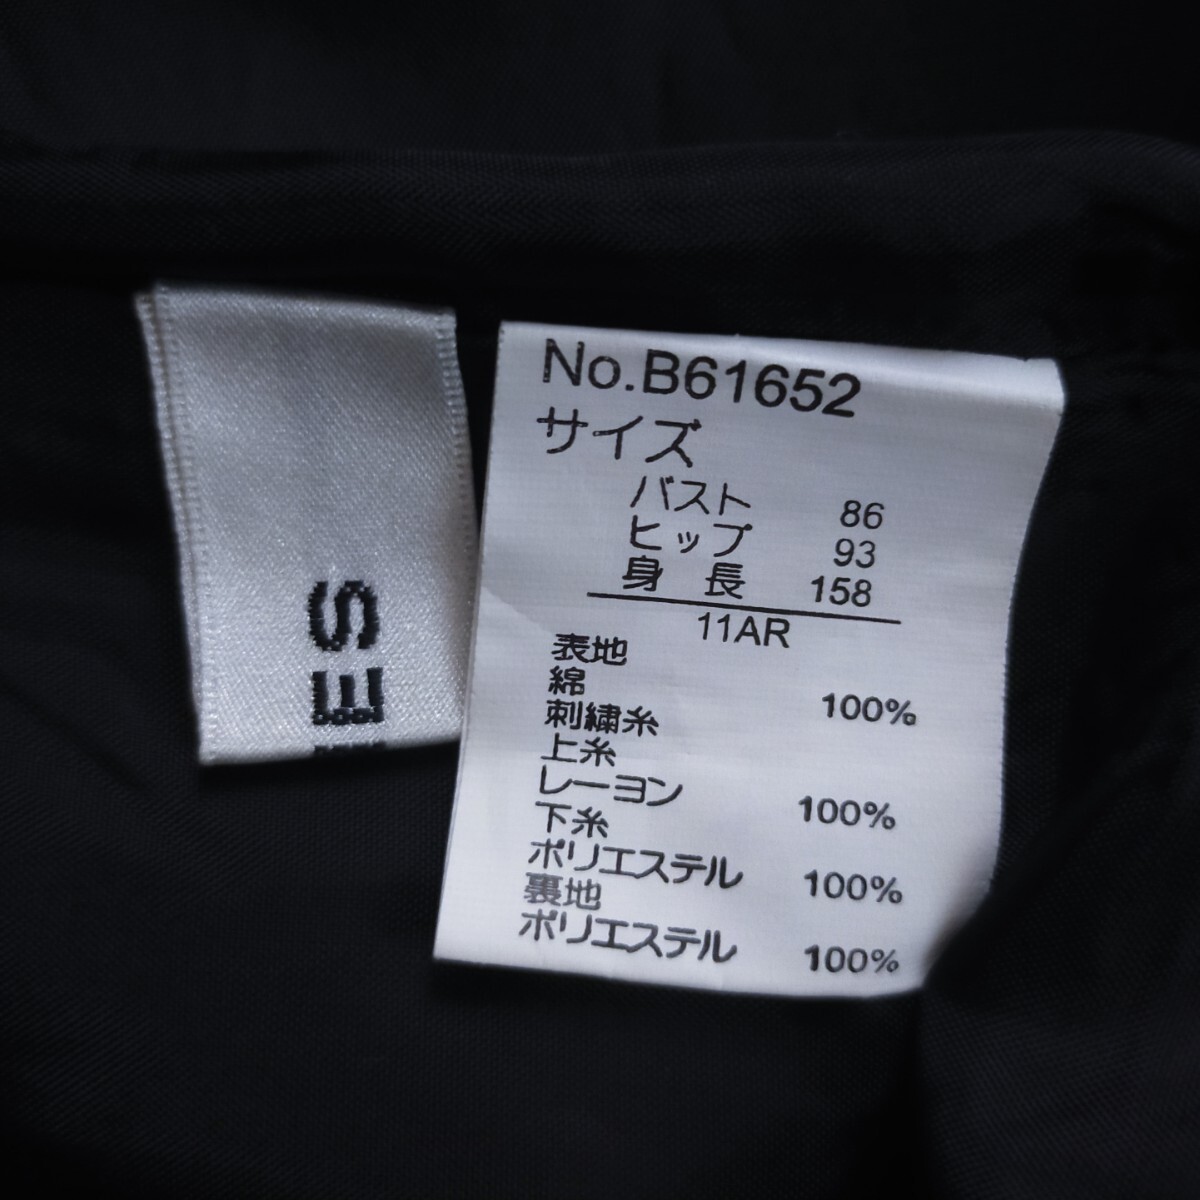 No.B61652
サイズ
バスト 86
ヒップ 93
身 長 158
11AR
表地
綿 100%
刺繍糸
上糸
レーヨン 100%
下糸
ポリエステル 100%
裏地
ポリエステル 100%
ES